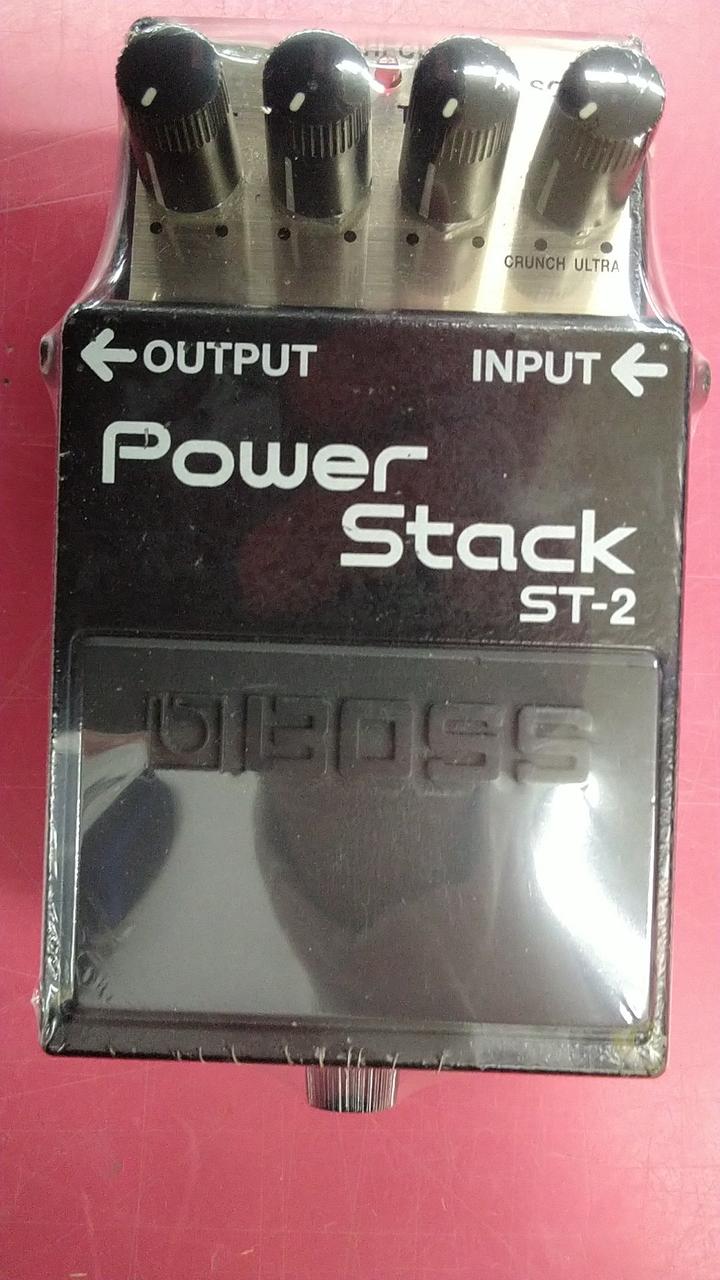 CRUNCH ULTRA
OUTPUT INPUT
Power
Stack
ST-2
BOSS